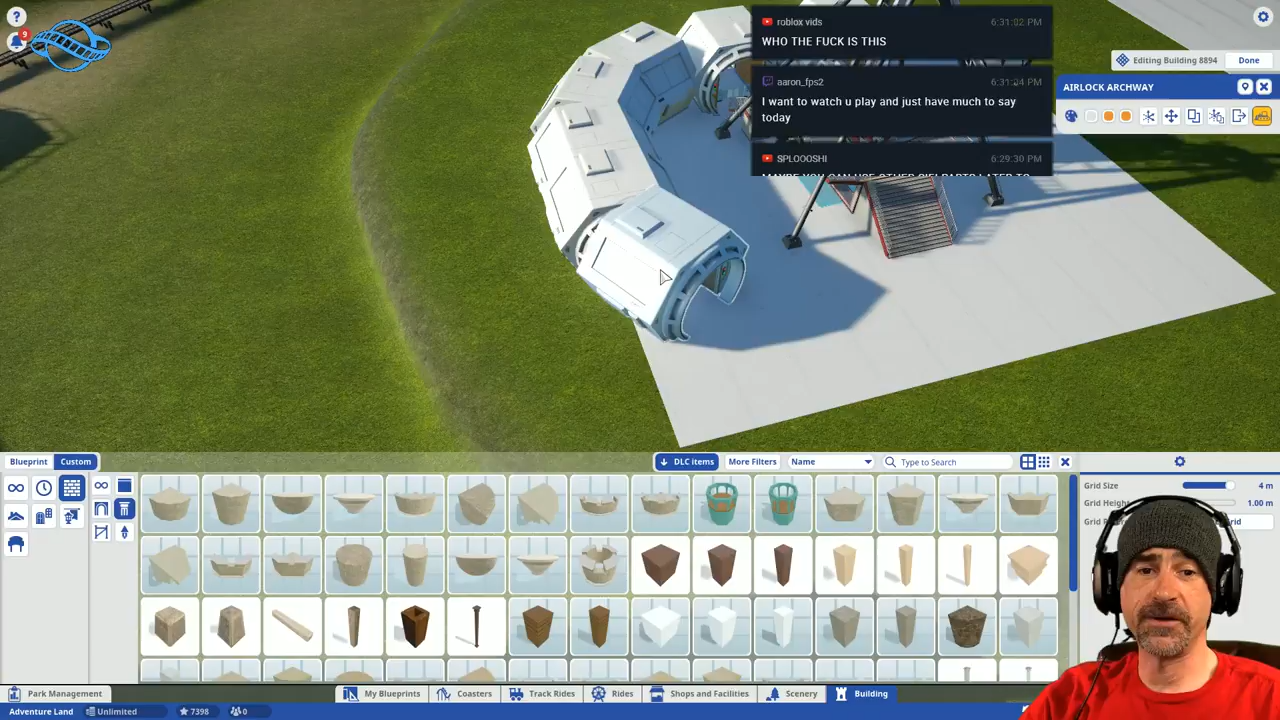 ?
9
roblox vids
6:31:02 PM
WHO THE FUCK IS THIS
aaron_fps2
6:31:04 PM
I want to watch u play and just have much to say
today
SPLOOOSHI
6:29:30 PM
Editing Building 8894
Done
AIRLOCK ARCHWAY
Blueprint
Custom
DLC items
More Filters
Name
Type to Search
Grid Size
4 m
Grid Height
1.00 m
Park Management
My Blueprints
Coasters
Track Rides
Rides
Shops and Facilities
Scenery
Building
Adventure Land
Unlimited
7398
0